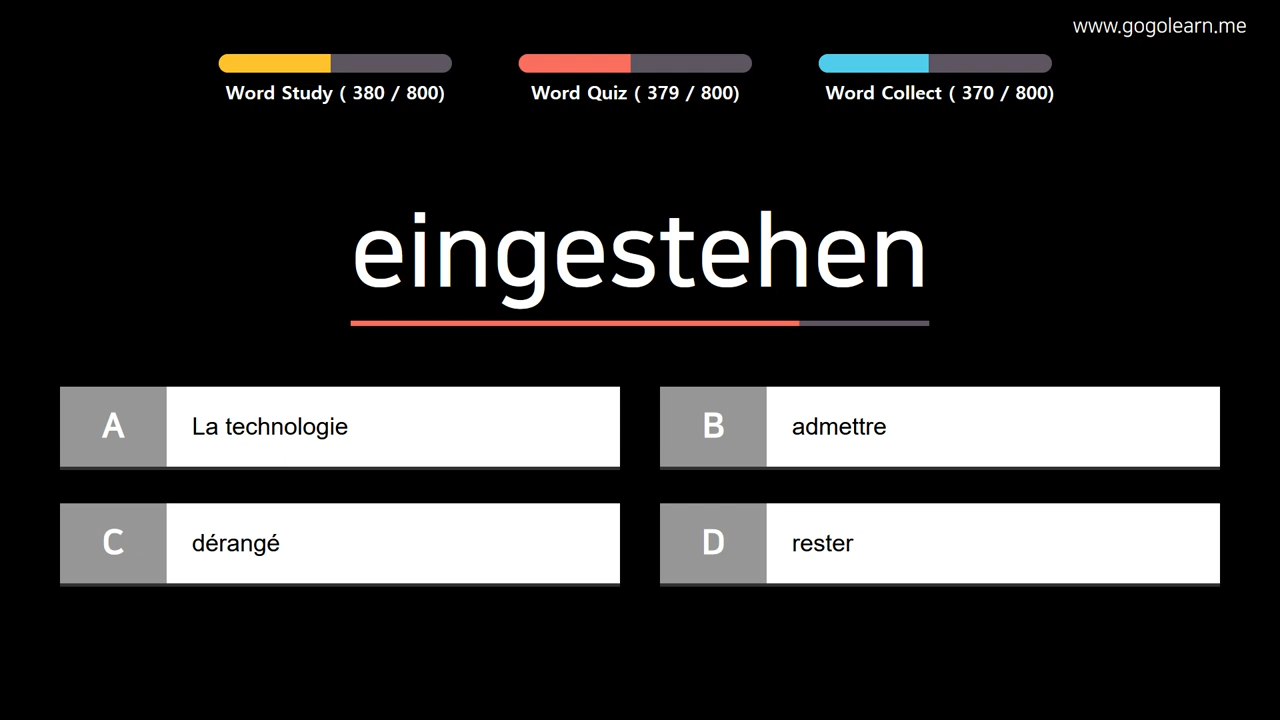 www.gogolearn.me
Word Study ( 380 / 800)
Word Quiz ( 379 / 800)
Word Collect ( 370 / 800)
eingestehen
A La technologie
B admettre
C dérangé
D rester